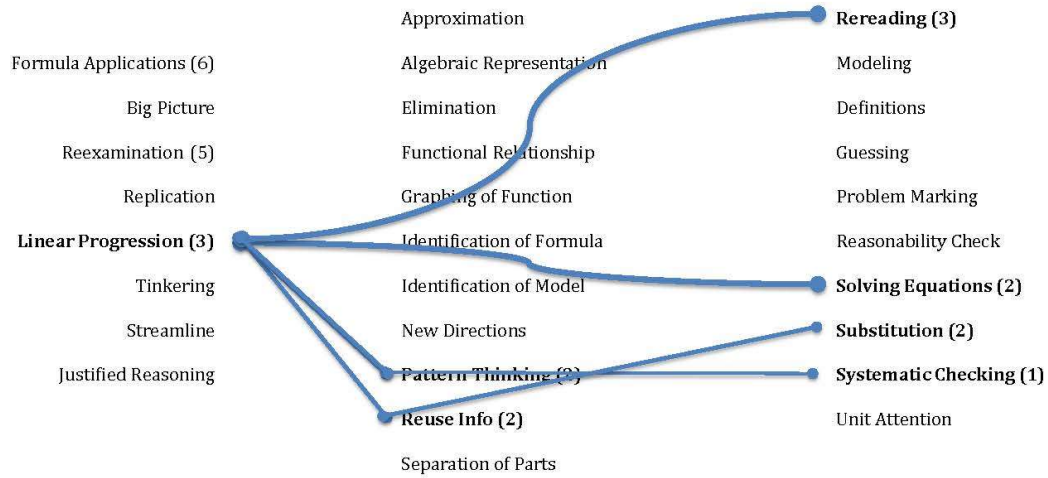 Formula Applications (6)
Big Picture
Reexamination (5)
Replication
Linear Progression (3)
Tinkering
Streamline
Justified Reasoning
Approximation
Algebraic Representation
Elimination
Functional Relationship
Graphing of Function
Identification of Formula
Identification of Model
New Directions
Pattern Thinking
Reuse Info (2)
Separation of Parts
Rereading (3)
Modeling
Definitions
Guessing
Problem Marking
Reasonability Check
Solving Equations (2)
Substitution (2)
Systematic Checking (1)
Unit Attention